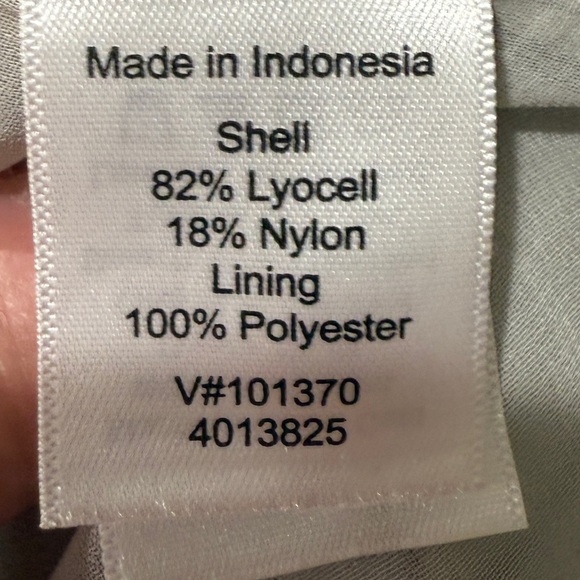 Made in Indonesia
Shell
82% Lyocell
18% Nylon
Lining
100% Polyester
V#101370
4013825